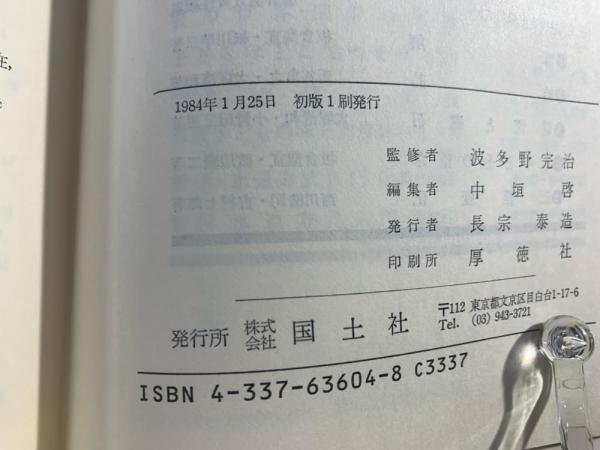 在,
1984年1月25日 初版1刷発行
監修者 波多野完治
編集者 中垣啓
発行者 長宗泰造
印刷所 厚徳社
発行所 株式会社 国土社 〒112 東京都文京区目白台1-17-6
Tel. (03) 943-3721
ISBN 4-337-63604-8 C3337